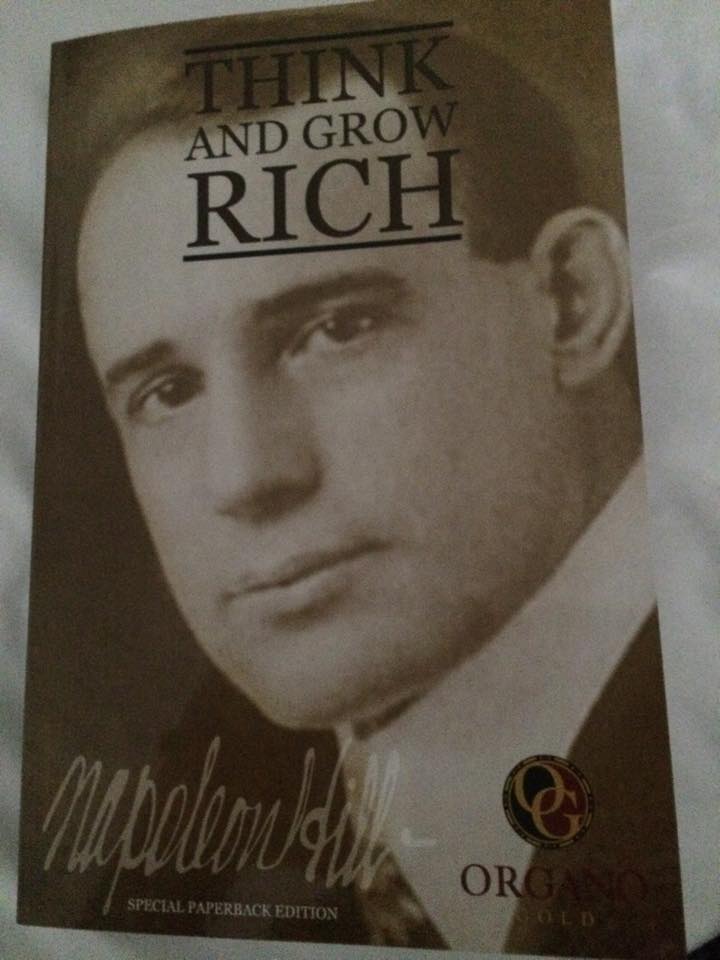 THINK
AND GROW
RICH
Napoleon Hill
SPECIAL PAPERBACK EDITION
OG
ORGANO
GOLD